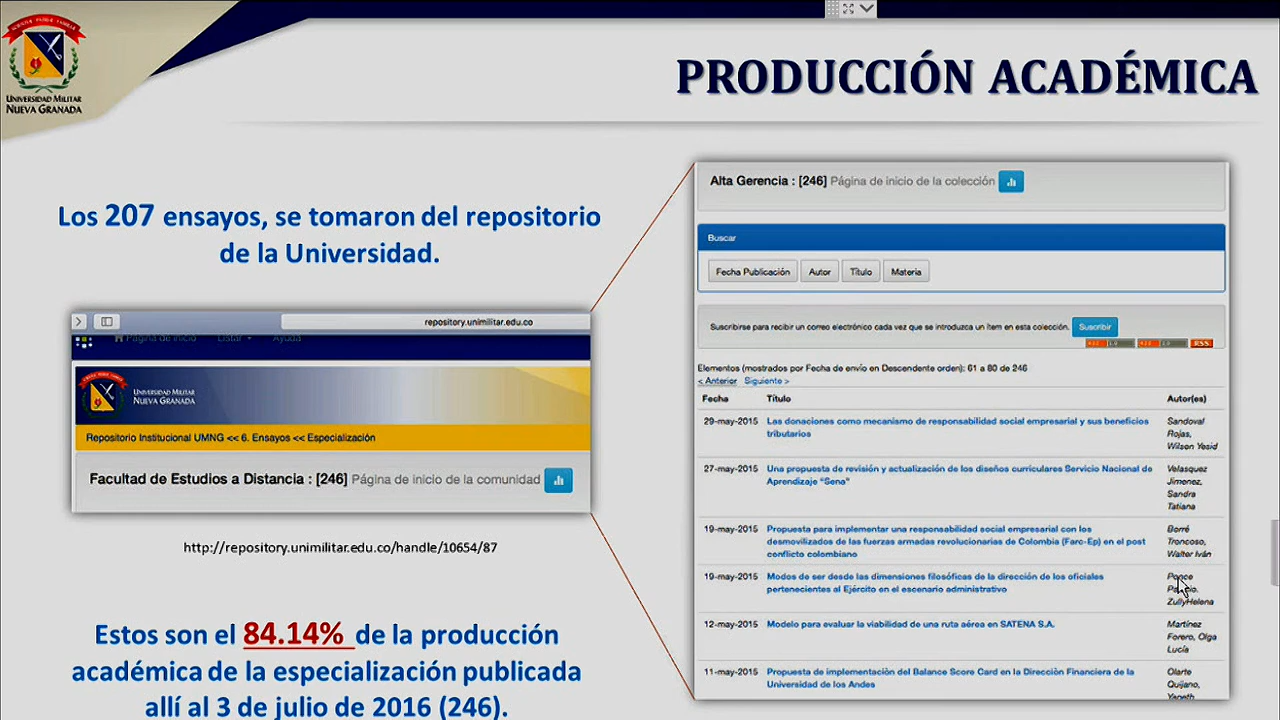 UNIVERSIDAD MILITAR
NUEVA GRANADA
PRODUCCIÓN ACADÉMICA
Los 207 ensayos, se tomaron del repositorio
de la Universidad.
repository.unimilitar.edu.co
Página de inicio Listar Ayuda
UNIVERSIDAD MILITAR
NUEVA GRANADA
Repositorio Institucional UMNG << 6. Ensayos << Especialización
Facultad de Estudios a Distancia : [246] Página de inicio de la comunidad
http://repository.unimilitar.edu.co/handle/10654/87
Estos son el 84.14% de la producción
académica de la especialización publicada
allí al 3 de julio de 2016 (246).
Alta Gerencia : [246] Página de inicio de la colección
Buscar
Fecha Publicación Autor Título Materia
Suscribirse para recibir un correo electrónico cada vez que se introduzca un ítem en esta colección. Suscribir
RSS
Elementos (mostrados por Fecha de envío en Descendente orden): 61 a 80 de 246
< Anterior Siguiente >
Fecha Título Autor(es)
29-may-2015 Las donaciones como mecanismo de responsabilidad social empresarial y sus beneficios Sandoval
tributarios Rojas,
Wilson Yesid
27-may-2015 Una propuesta de revisión y actualización de los diseños curriculares Servicio Nacional de Velasquez
Aprendizaje “Sena” Jimenez,
Sandra
Tatiana
19-may-2015 Propuesta para implementar una responsabilidad social empresarial con los Borré
desmovilizados de las fuerzas armadas revolucionarias de Colombia (Farc-Ep) en el post Troncoso,
conflicto colombiano Walter Iván
19-may-2015 Modos de ser desde las dimensiones filosóficas de la dirección de los oficiales Ponce
pertenecientes al Ejército en el escenario administrativo
ZullyHelena
12-may-2015 Modelo para evaluar la viabilidad de una ruta aérea en SATENA S.A. Martínez
Forero, Olga
Lucía
11-may-2015 Propuesta de implementación del Balance Score Card en la Dirección Financiera de la Olarte
Universidad de los Andes Quijano,
Yaneth